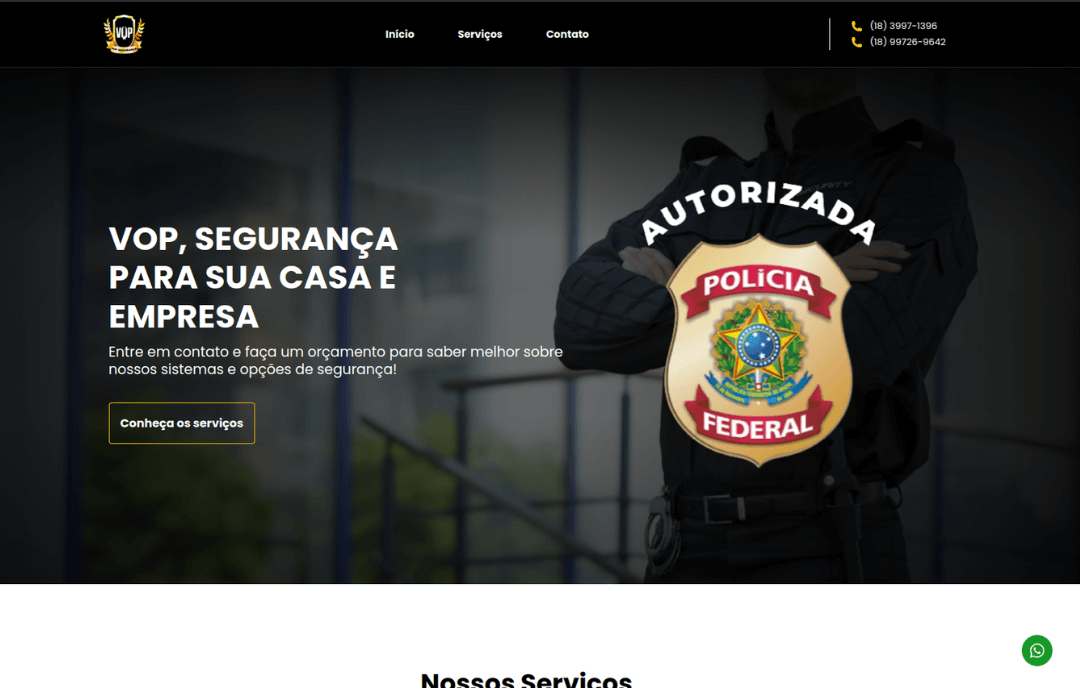 VOP
Início
Serviços
Contato
(18) 3997-1396
(18) 99726-9642
AUTORIZADA
POLíCIA
FEDERAL
VOP, SEGURANÇA
PARA SUA CASA E
EMPRESA
Entre em contato e faça um orçamento para saber melhor sobre
nossos sistemas e opções de segurança!
Conheça os serviços
Nossos Serviços